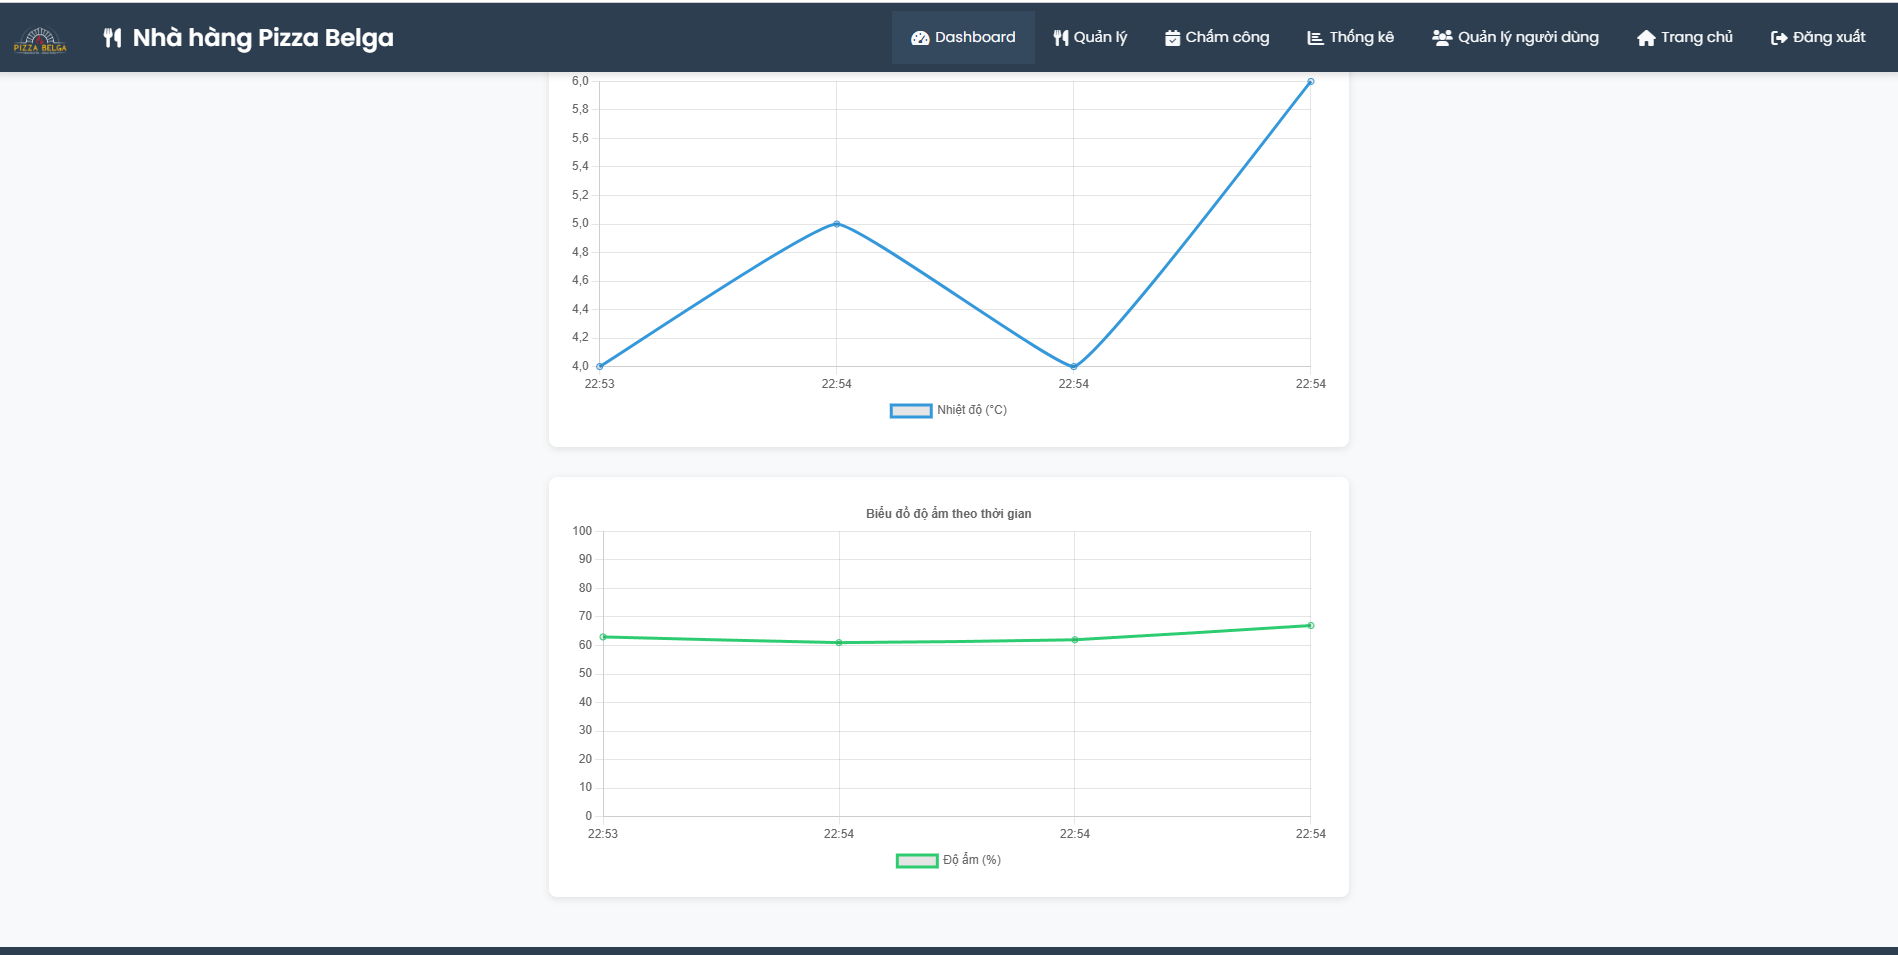 PIZZA BELGA
Nhà hàng Pizza Belga
Dashboard
Quản lý
Chấm công
Thống kê
Quản lý người dùng
Trang chủ
Đăng xuất
6,0
5,8
5,6
5,4
5,2
5,0
4,8
4,6
4,4
4,2
4,0
22:53 22:54 22:54 22:54
Nhiệt độ (°C)
Biểu đồ độ ẩm theo thời gian
100
90
80
70
60
50
40
30
20
10
0
22:53 22:54 22:54 22:54
Độ ẩm (%)